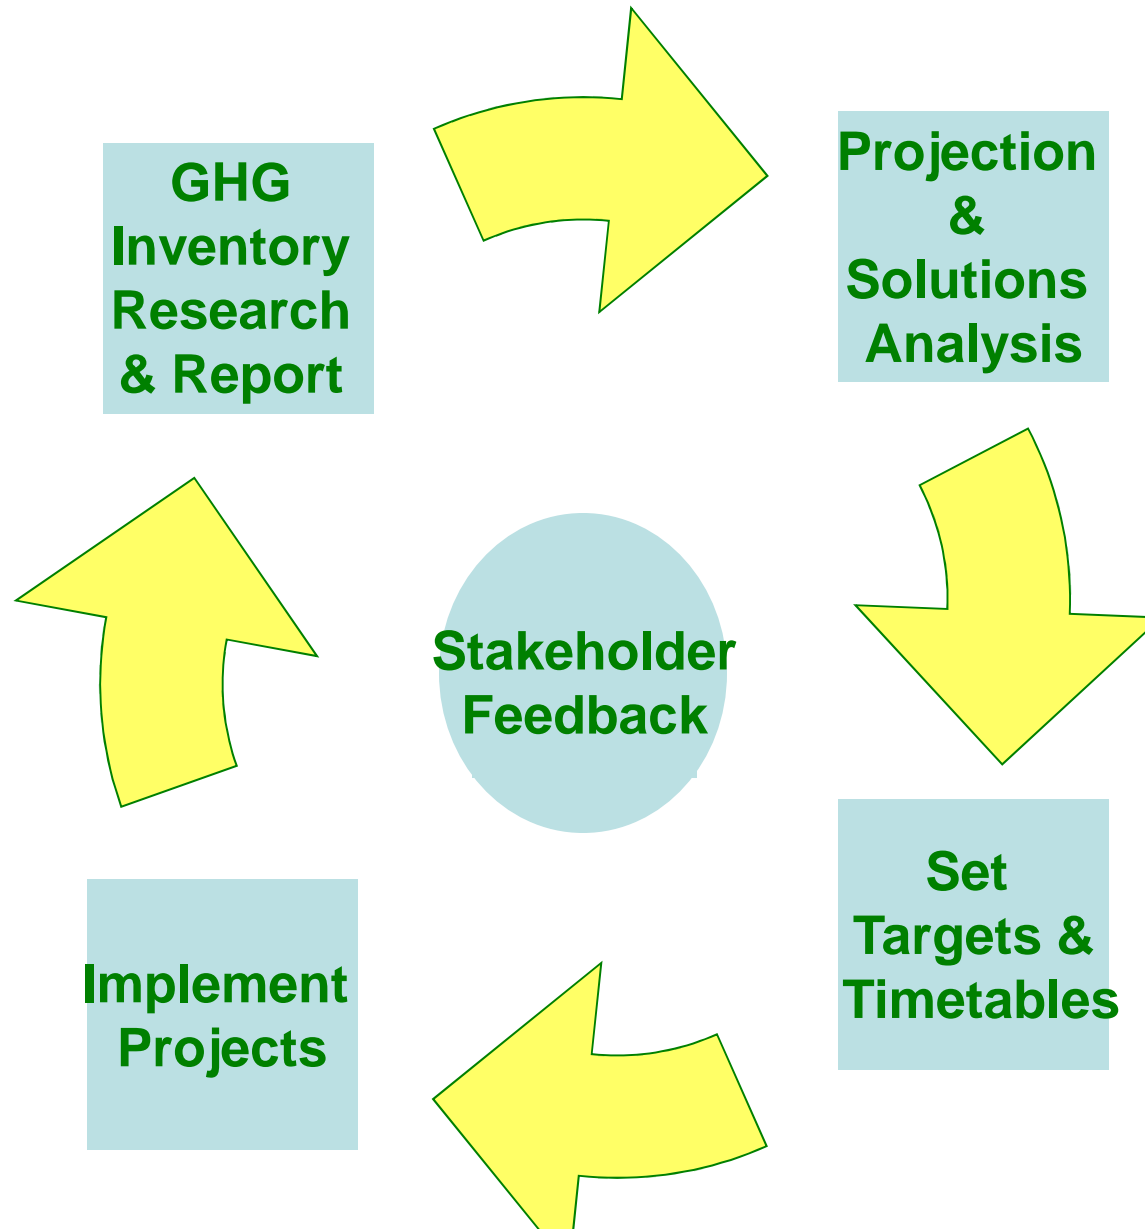 GHG
Inventory
Research
& Report
Projection
&
Solutions
Analysis
Stakeholder
Feedback
Set
Targets &
Timetables
Implement
Projects